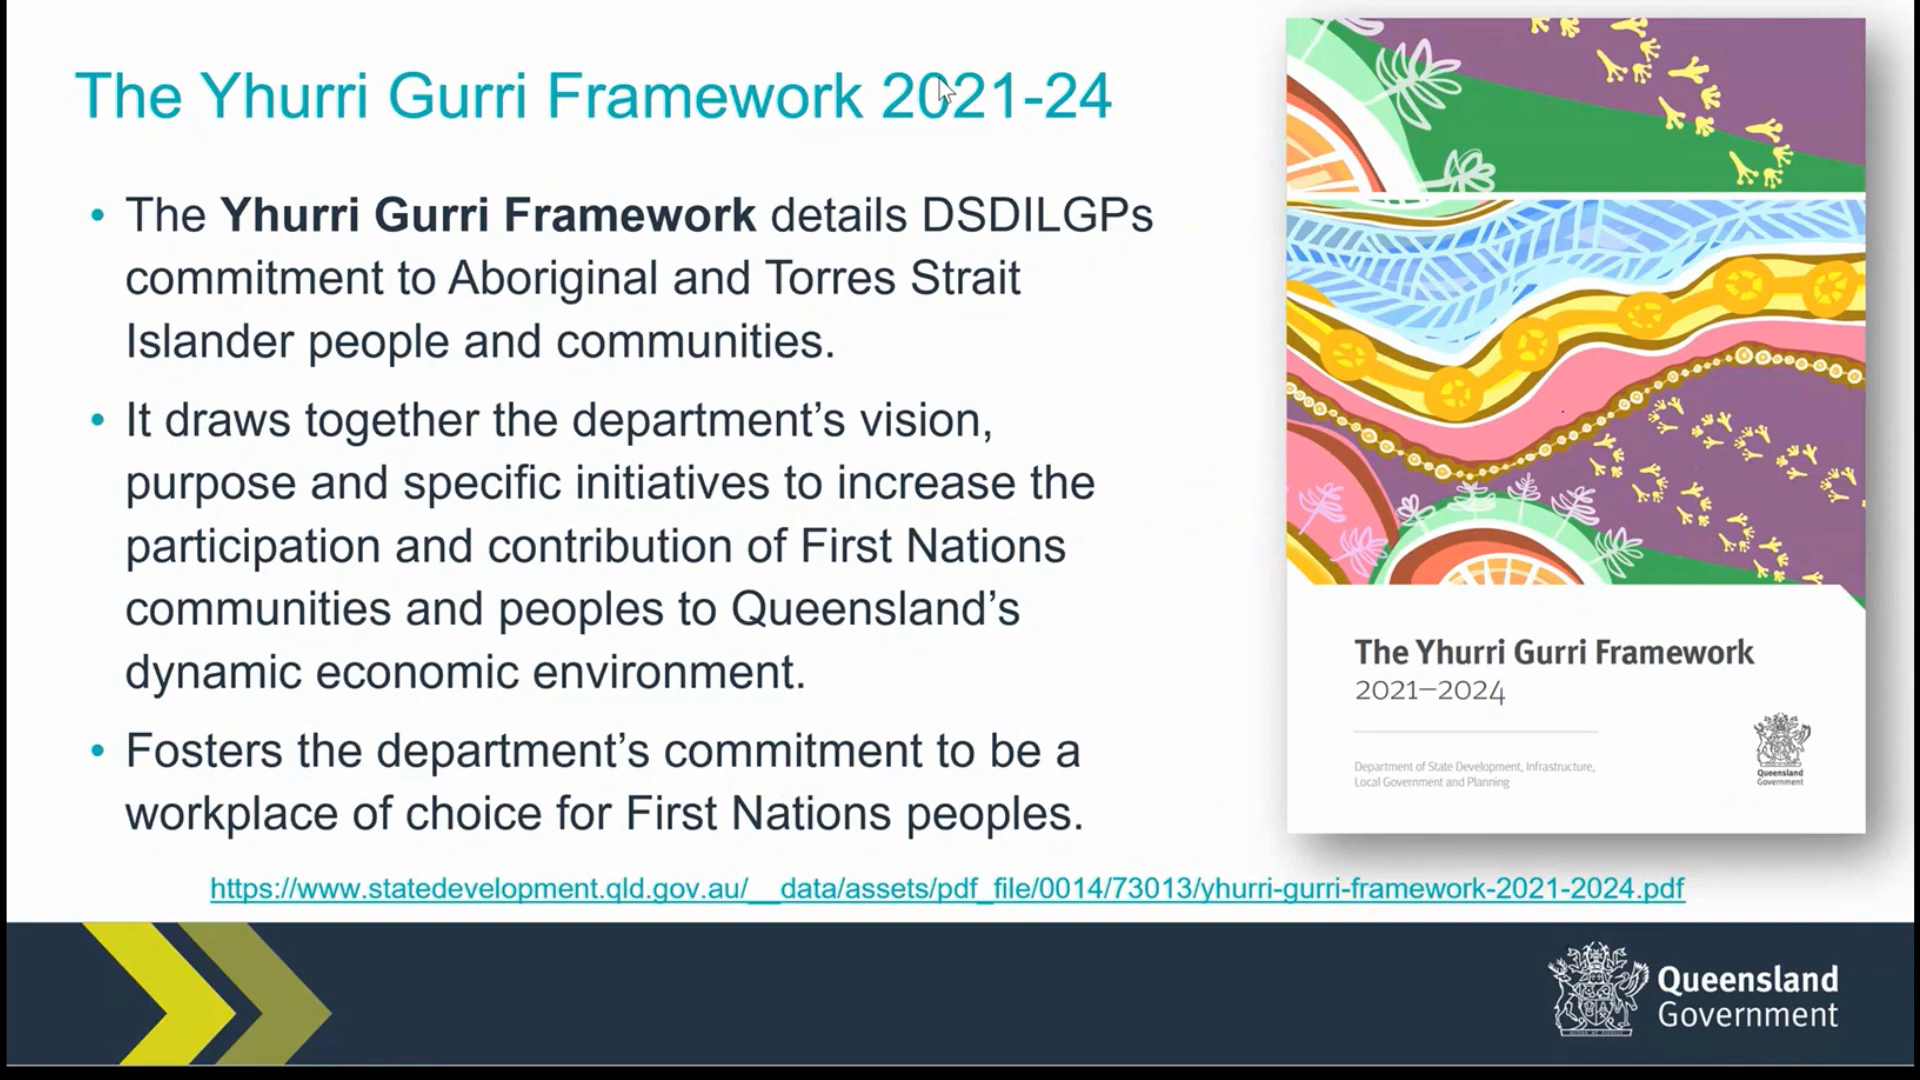 The Yhurri Gurri Framework 2021-24
• The Yhurri Gurri Framework details DSDILGPs
commitment to Aboriginal and Torres Strait
Islander people and communities.
• It draws together the department’s vision,
purpose and specific initiatives to increase the
participation and contribution of First Nations
communities and peoples to Queensland’s
dynamic economic environment.
• Fosters the department’s commitment to be a
workplace of choice for First Nations peoples.
https://www.statedevelopment.qld.gov.au/__data/assets/pdf_file/0014/73013/yhurri-gurri-framework-2021-2024.pdf
The Yhurri Gurri Framework
2021–2024
Department of State Development, Infrastructure,
Local Government and Planning
Queensland
Government
Queensland
Government